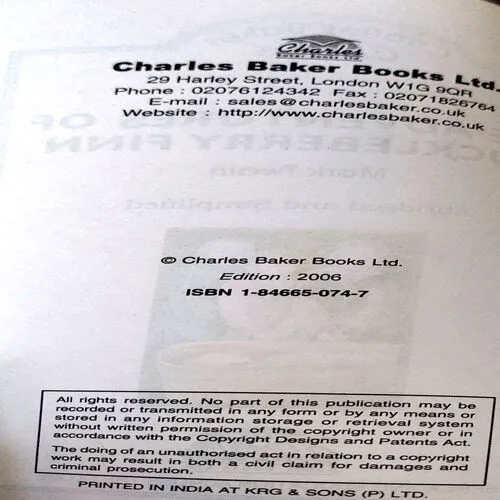 Charles
Baker Books Ltd.
Charles Baker Books Ltd.
29 Harley Street, London W1G 9QR
Phone : 02076124342 Fax : 02071826764
E-mail : sales@charlesbaker.co.uk
Website : http://www.charlesbaker.co.uk
© Charles Baker Books Ltd.
Edition : 2006
ISBN 1-84665-074-7
All rights reserved. No part of this publication may be
recorded or transmitted in any form or by any means or
stored in any information storage or retrieval system
without written permission of the copyright owner or in
accordance with the Copyright Designs and Patents Act.
The doing of an unauthorised act in relation to a copyright
work may result in both a civil claim for damages and
criminal prosecution.
PRINTED IN INDIA AT KRG & SONS (P) LTD.